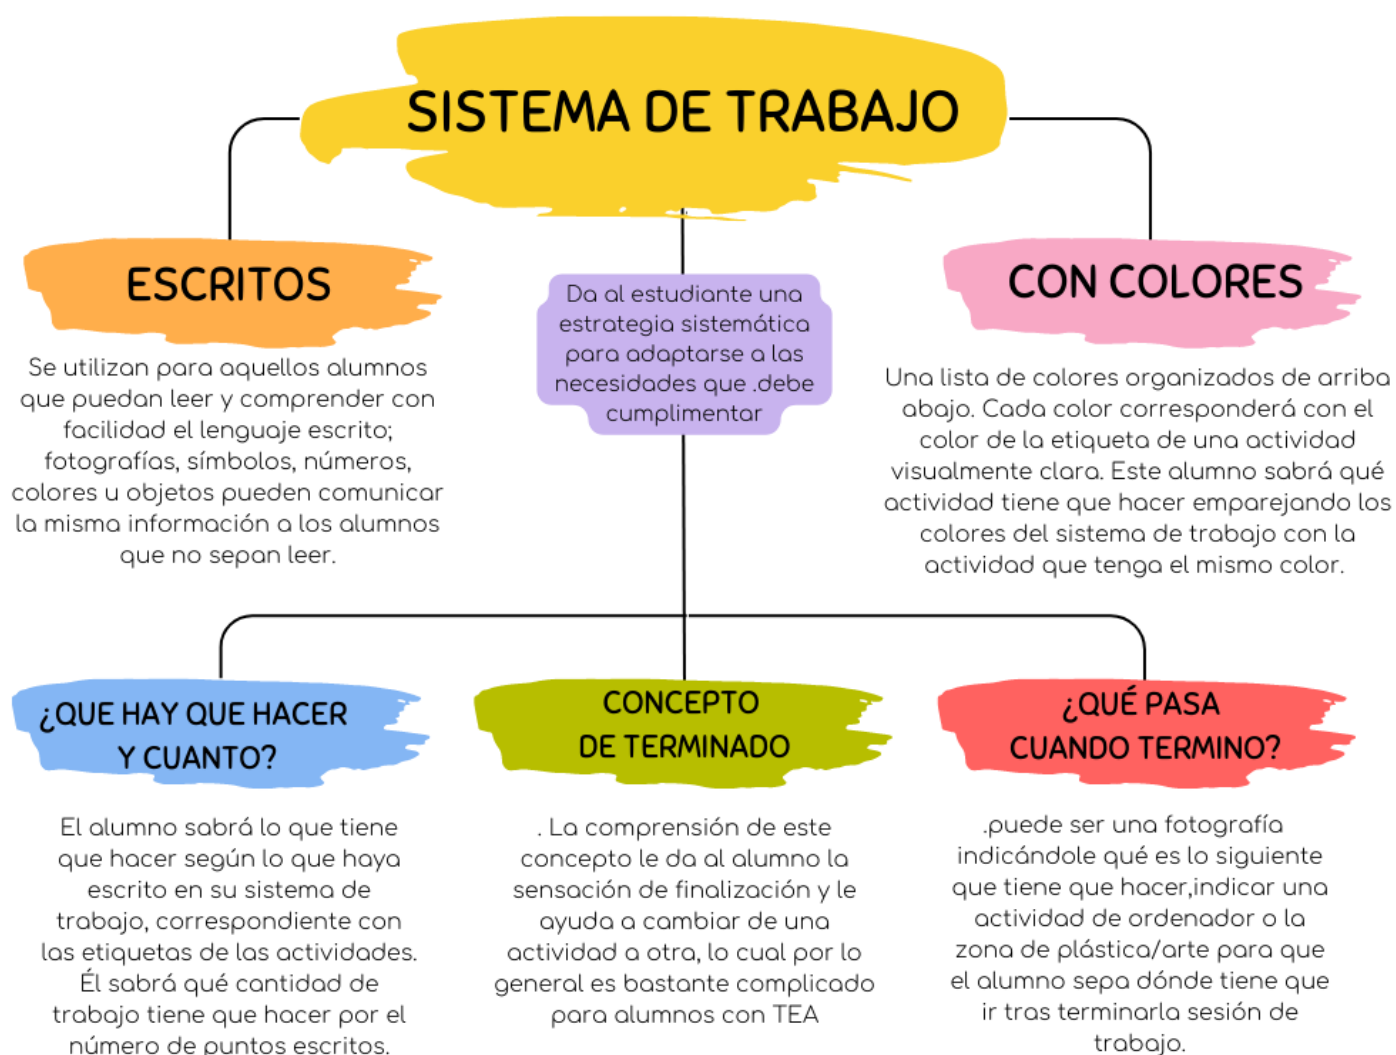 SISTEMA DE TRABAJO
ESCRITOS
Se utilizan para aquellos alumnos
que puedan leer y comprender con
facilidad el lenguaje escrito;
fotografías, símbolos, números,
colores u objetos pueden comunicar
la misma información a los alumnos
que no sepan leer.
Da al estudiante una
estrategia sistemática
para adaptarse a las
necesidades que .debe
cumplimentar
CON COLORES
Una lista de colores organizados de arriba
abajo. Cada color corresponderá con el
color de la etiqueta de una actividad
visualmente clara. Este alumno sabrá qué
actividad tiene que hacer emparejando los
colores del sistema de trabajo con la
actividad que tenga el mismo color.
¿QUE HAY QUE HACER
Y CUANTO?
El alumno sabrá lo que tiene
que hacer según lo que haya
escrito en su sistema de
trabajo, correspondiente con
las etiquetas de las actividades.
Él sabrá qué cantidad de
trabajo tiene que hacer por el
número de puntos escritos.
CONCEPTO
DE TERMINADO
. La comprensión de este
concepto le da al alumno la
sensación de finalización y le
ayuda a cambiar de una
actividad a otra, lo cual por lo
general es bastante complicado
para alumnos con TEA
¿QUÉ PASA
CUANDO TERMINO?
.puede ser una fotografía
indicándole qué es lo siguiente
que tiene que hacer,indicar una
actividad de ordenador o la
zona de plástica/arte para que
el alumno sepa dónde tiene que
ir tras terminarla sesión de
trabajo.